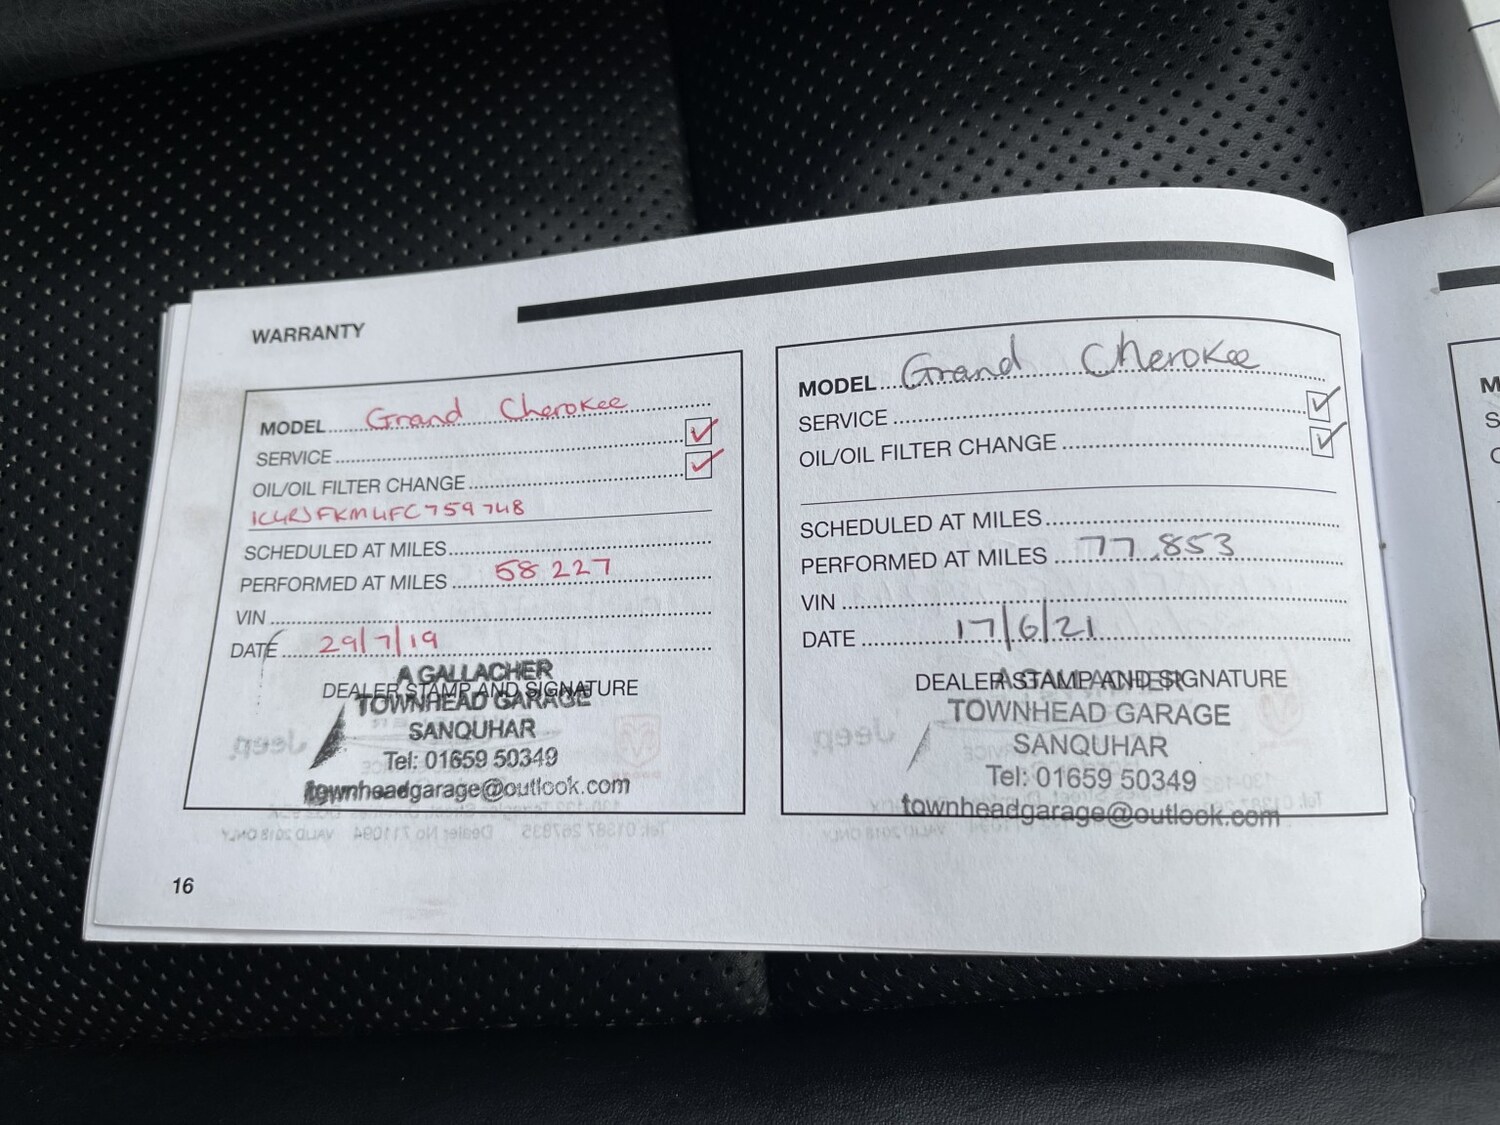 WARRANTY
MODEL Grand Cherokee
SERVICE ✓
OIL/OIL FILTER CHANGE ✓
1C4RJFKM4FC759748
SCHEDULED AT MILES
PERFORMED AT MILES 58 227
VIN
DATE 29/7/19
A GALLACHER
DEALER STAMP AND SIGNATURE
TOWNHEAD GARAGE
SANQUHAR
Tel: 01659 50349
townheadgarage@outlook.com
16
MODEL Grand Cherokee
SERVICE ✓
OIL/OIL FILTER CHANGE ✓
SCHEDULED AT MILES
PERFORMED AT MILES 77,853
VIN
DATE 17/6/21
DEALER STAMP AND SIGNATURE
A GALLACHER
TOWNHEAD GARAGE
SANQUHAR
Tel: 01659 50349
townheadgarage@outlook.com